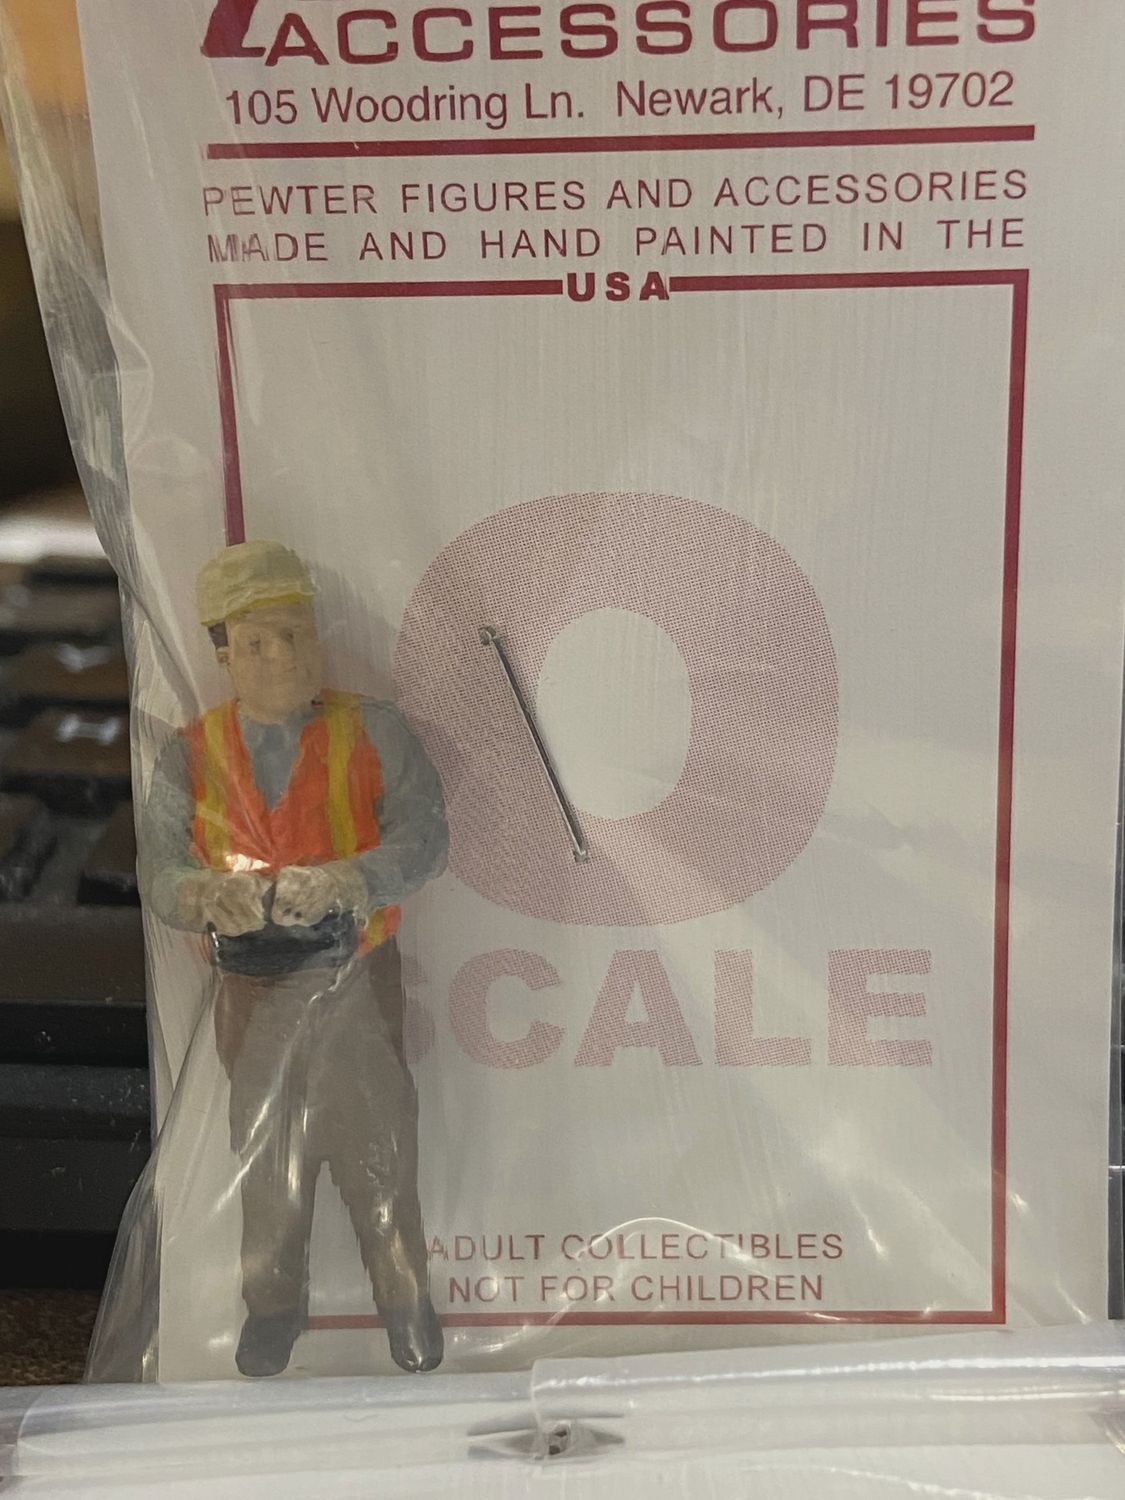 ACCESSORIES
105 Woodring Ln. Newark, DE 19702
PEWTER FIGURES AND ACCESSORIES
MADE AND HAND PAINTED IN THE
USA
O
SCALE
ADULT COLLECTIBLES
NOT FOR CHILDREN